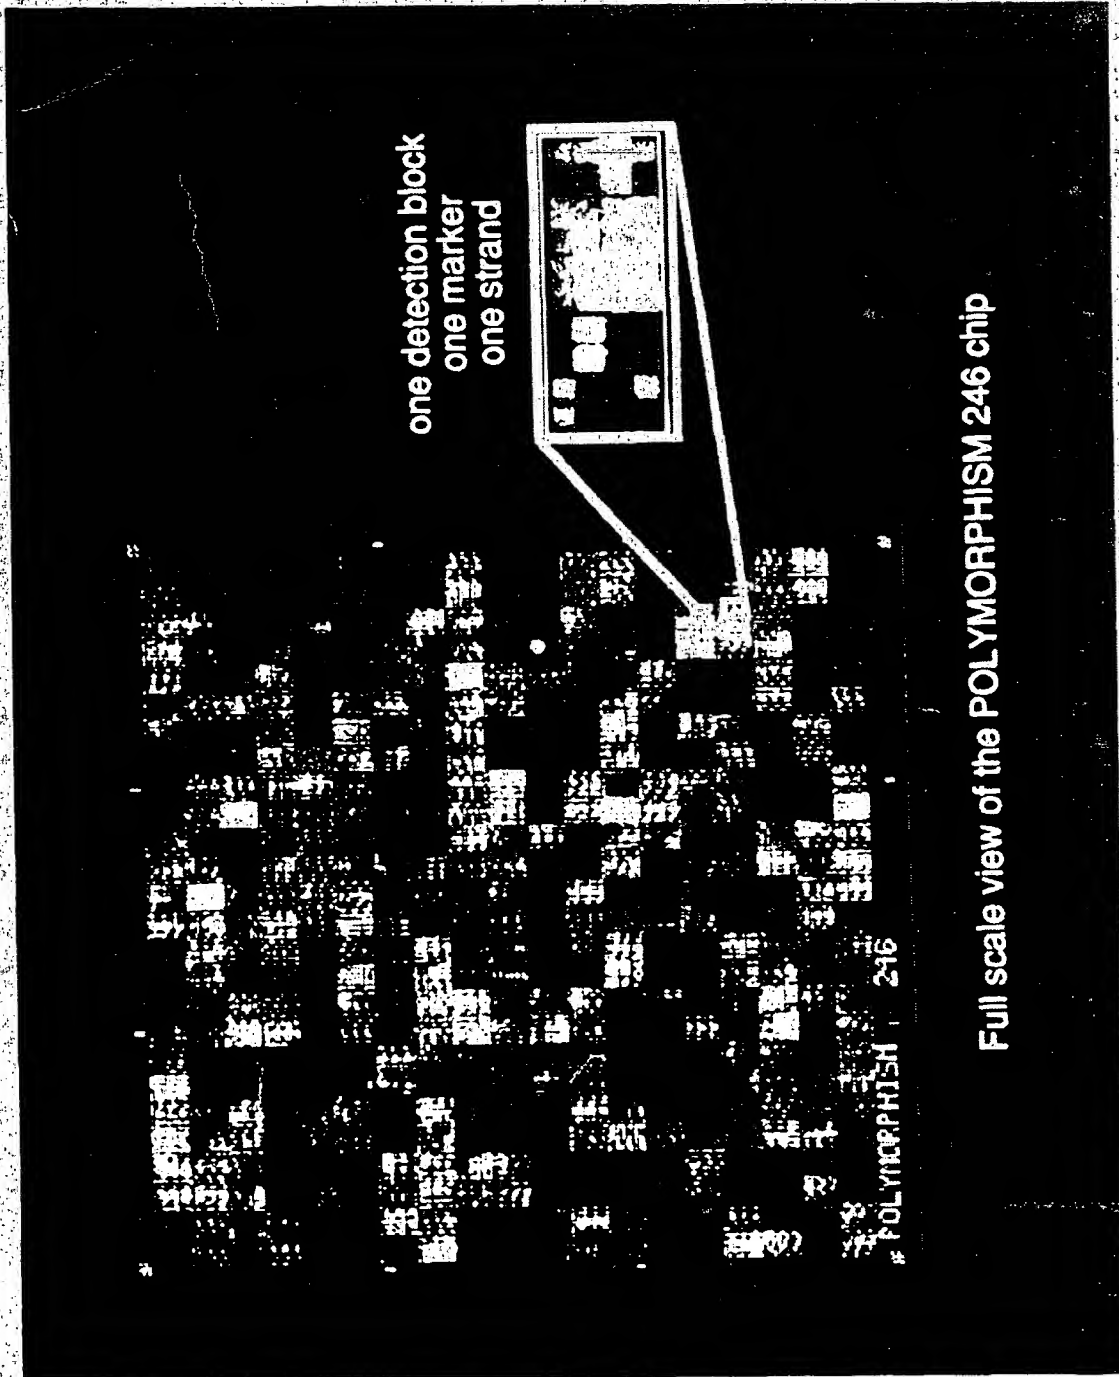 one detection block
one marker
one strand
# POLYMORPHISM : 246 #
Full scale view of the POLYMORPHISM 246 chip